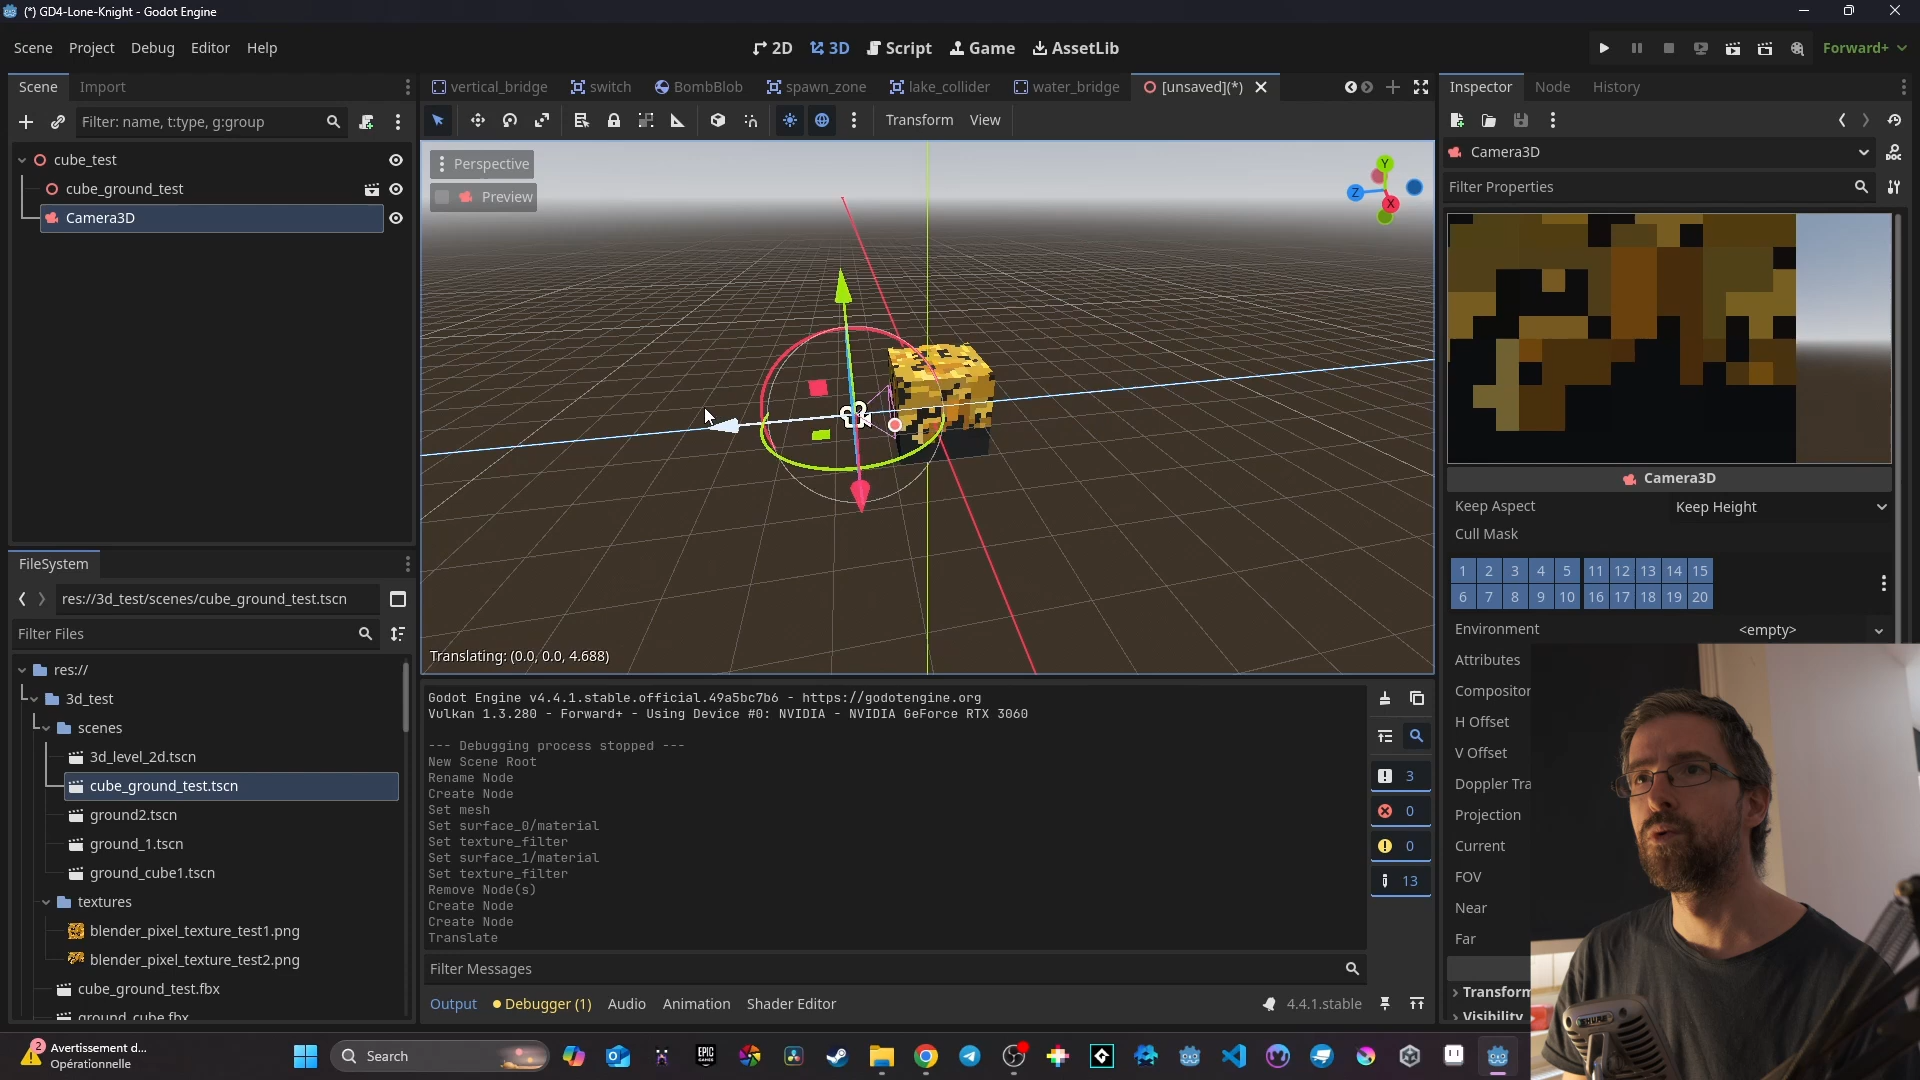 (*) GD4-Lone-Knight - Godot Engine
Scene Project Debug Editor Help
2D 3D Script Game AssetLib
Forward+
Scene Import
vertical_bridge switch BombBlob spawn_zone lake_collider water_bridge [unsaved](*)
Inspector Node History
Filter: name, t:type, g:group
Transform View
Camera3D
Filter Properties
cube_test
cube_ground_test
Camera3D
Perspective
Preview
Y
Z
X
Camera3D
Keep Aspect Keep Height
Cull Mask
1 2 3 4 5 11 12 13 14 15
6 7 8 9 10 16 17 18 19 20
Environment <empty>
Attributes
Compositor
H Offset
V Offset
Doppler Tra
Projection
Current
FOV
Near
Far
Transform
Visibility
Translating: (0.0, 0.0, 4.688)
FileSystem
res://3d_test/scenes/cube_ground_test.tscn
Filter Files
res://
3d_test
scenes
3d_level_2d.tscn
cube_ground_test.tscn
ground2.tscn
ground_1.tscn
ground_cube1.tscn
textures
blender_pixel_texture_test1.png
blender_pixel_texture_test2.png
cube_ground_test.fbx
ground_cube.fbx
Godot Engine v4.4.1.stable.official.49a5bc7b6 - https://godotengine.org
Vulkan 1.3.280 - Forward+ - Using Device #0: NVIDIA - NVIDIA GeForce RTX 3060
--- Debugging process stopped ---
New Scene Root
Rename Node
Create Node
Set mesh
Set surface_0/material
Set texture_filter
Set surface_1/material
Set texture_filter
Remove Node(s)
Create Node
Create Node
Translate
3
0
0
13
Filter Messages
Output Debugger (1) Audio Animation Shader Editor
4.4.1.stable
2
Avertissement d...
Opérationnelle
Search
EPIC GAMES
SHURE